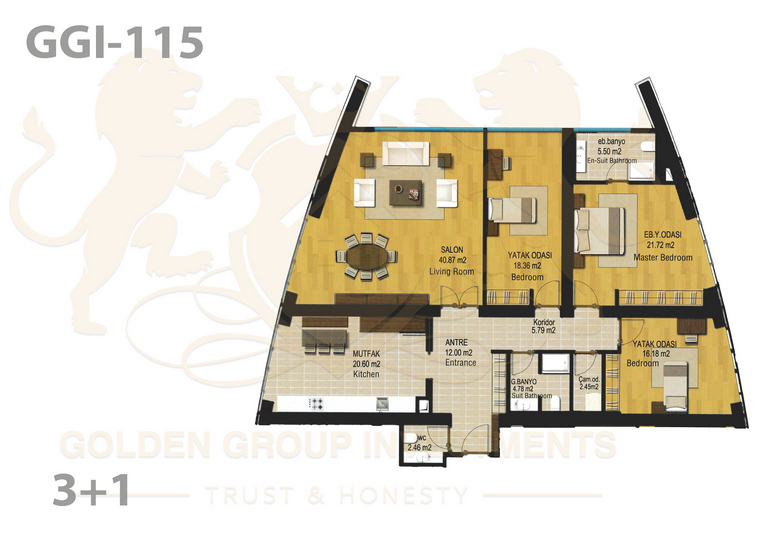 GGI-115
eb.banyo
5.50 m2
En-Suit Bathroom
SALON
40.87 m2
Living Room
YATAK ODASI
18.36 m2
Bedroom
EB.Y.ODASI
21.72 m2
Master Bedroom
Koridor
5.79 m2
MUTFAK
20.60 m2
Kitchen
ANTRE
12.00 m2
Entrance
YATAK ODASI
16.18 m2
Bedroom
G.BANYO
4.78 m2
Suit Bathroom
Çam.od.
2.45m2
wc
2.46 m2
GOLDEN GROUP IN EMENTS
3+1
TRUST & HONESTY